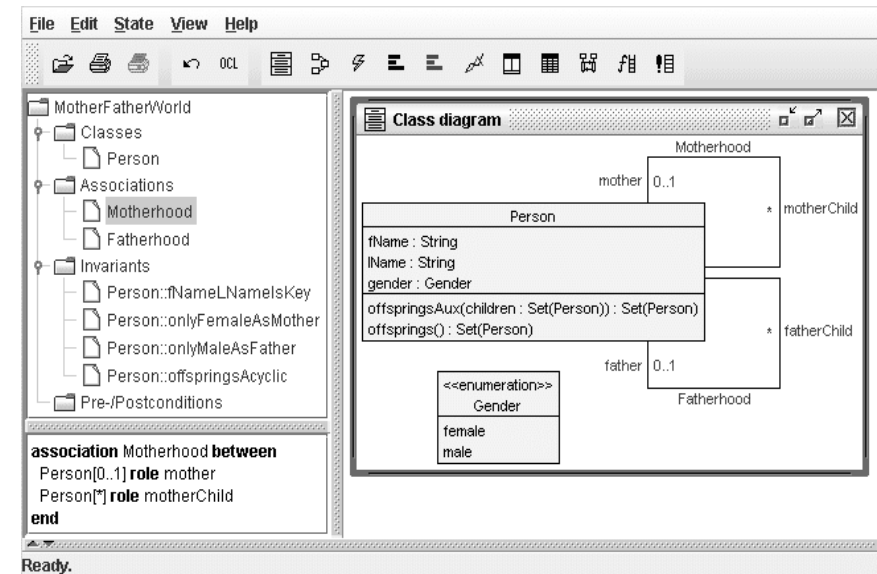 File Edit State View Help
OCL
MotherFatherWorld
Classes
Person
Associations
Motherhood
Fatherhood
Invariants
Person::fNameLNameIsKey
Person::onlyFemaleAsMother
Person::onlyMaleAsFather
Person::offspringsAcyclic
Pre-/Postconditions
association Motherhood between
Person[0..1] role mother
Person[*] role motherChild
end
Class diagram
Motherhood
mother 0..1
* motherChild
Person
fName : String
lName : String
gender : Gender
offspringsAux(children : Set(Person)) : Set(Person)
offsprings() : Set(Person)
* fatherChild
father 0..1
Fatherhood
<<enumeration>>
Gender
female
male
Ready.